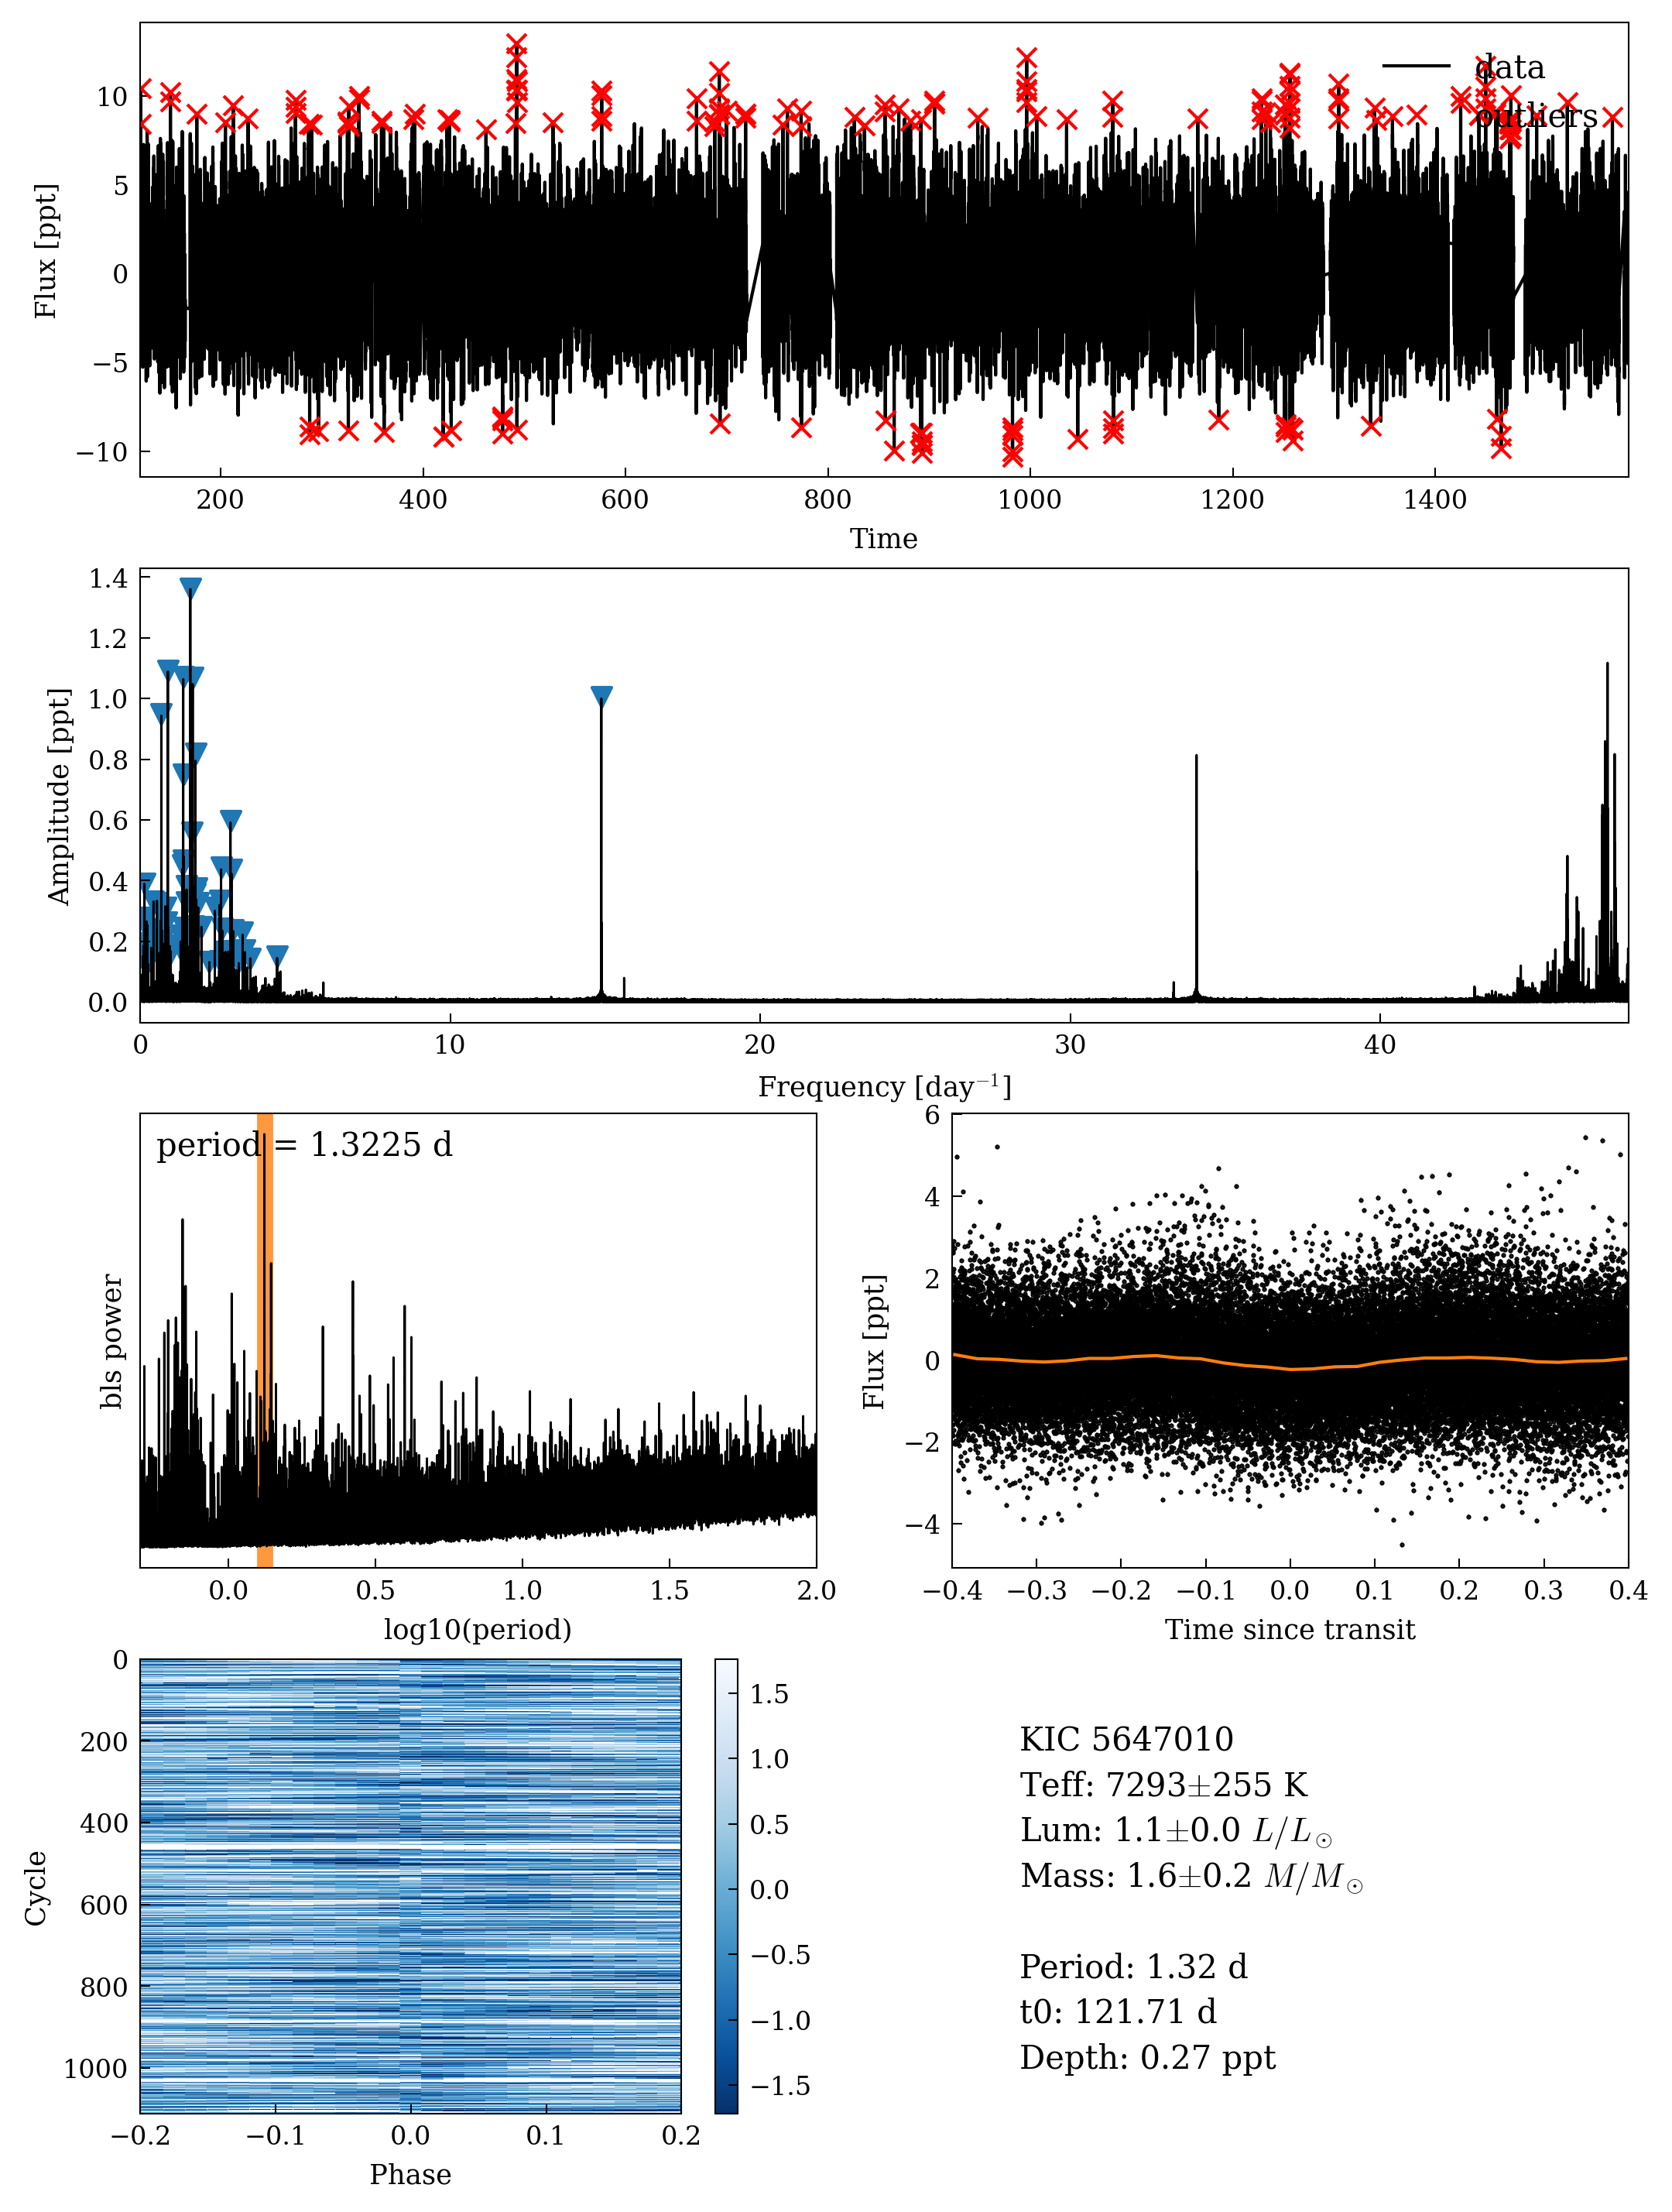 data
outliers
10
5
0
−5
−10
Flux [ppt]
200 400 600 800 1000 1200 1400
Time
1.4
1.2
1.0
0.8
0.6
0.4
0.2
0.0
Amplitude [ppt]
0 10 20 30 40
Frequency [day⁻¹]
period = 1.3225 d
bls power
0.0 0.5 1.0 1.5 2.0
log10(period)
6
4
2
0
−2
−4
Flux [ppt]
−0.4 −0.3 −0.2 −0.1 0.0 0.1 0.2 0.3 0.4
Time since transit
0
200
400
600
800
1000
Cycle
−0.2 −0.1 0.0 0.1 0.2
Phase
1.5
1.0
0.5
0.0
−0.5
−1.0
−1.5
KIC 5647010
Teff: 7293±255 K
Lum: 1.1±0.0 L/L⊙
Mass: 1.6±0.2 M/M⊙
Period: 1.32 d
t0: 121.71 d
Depth: 0.27 ppt